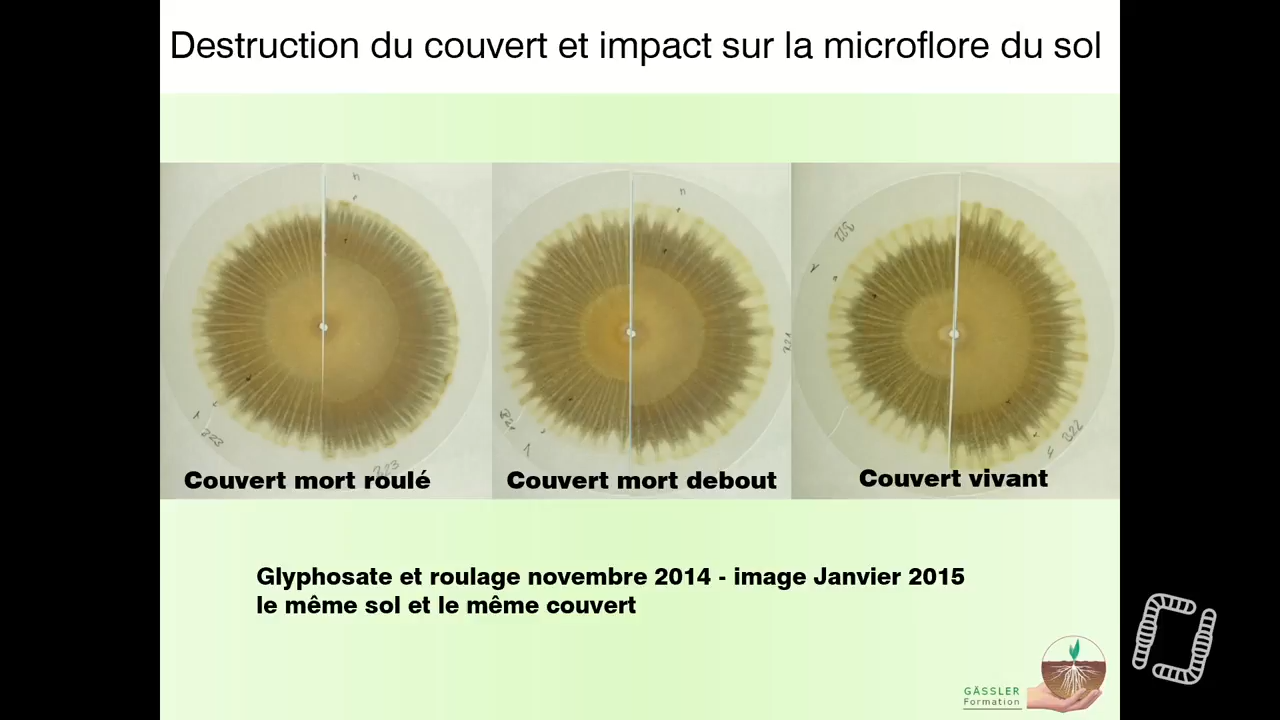 Destruction du couvert et impact sur la microflore du sol
Couvert mort roulé
Couvert mort debout
Couvert vivant
Glyphosate et roulage novembre 2014 - image Janvier 2015
le même sol et le même couvert
GÄSSLER
Formation